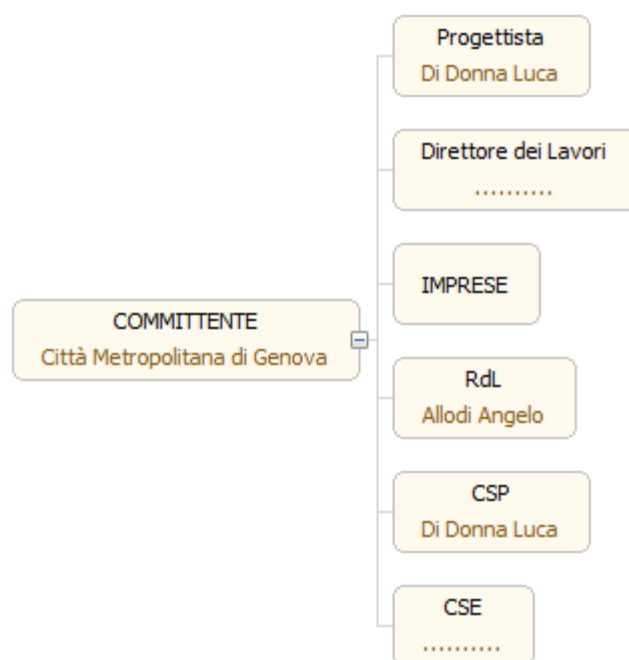 Progettista
Di Donna Luca
Direttore dei Lavori
..........
IMPRESE
COMMITTENTE
Città Metropolitana di Genova
RdL
Allodi Angelo
CSP
Di Donna Luca
CSE
..........